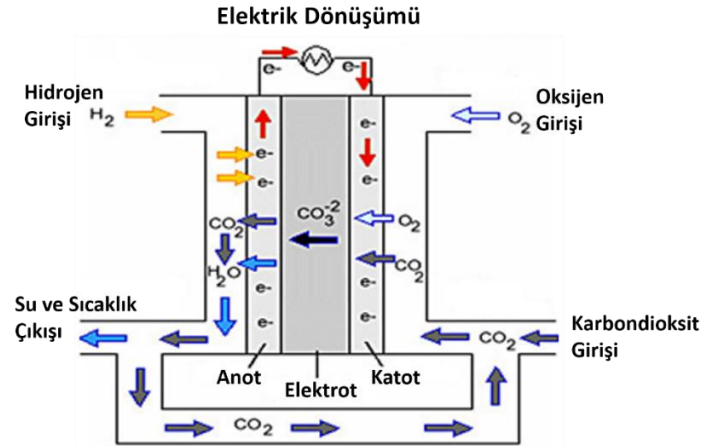 Elektrik Dönüşümü
e-
e-
Hidrojen
Girişi
H2
Oksijen
Girişi
O2
e-
e-
e-
e-
CO3-2
CO2
O2
H2O
CO2
e-
e-
e-
e-
Su ve Sıcaklık
Çıkışı
CO2
Karbondioksit
Girişi
Anot
Elektrot
Katot
CO2